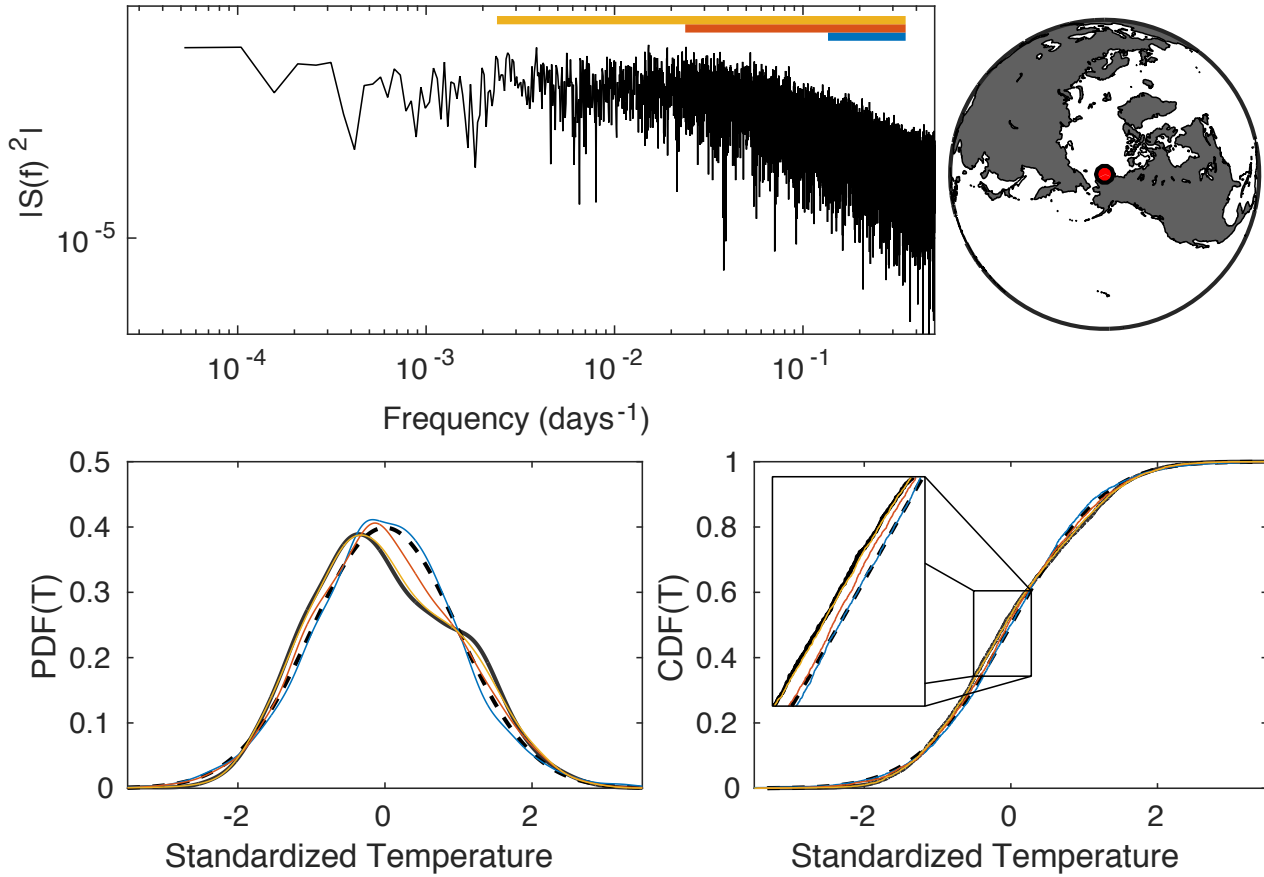 |S(f)²|
10⁻⁵
10⁻⁴ 10⁻³ 10⁻² 10⁻¹
Frequency (days⁻¹)
PDF(T)
0.5
0.4
0.3
0.2
0.1
0
-2 0 2
Standardized Temperature
CDF(T)
1
0.8
0.6
0.4
0.2
0
-2 0 2
Standardized Temperature